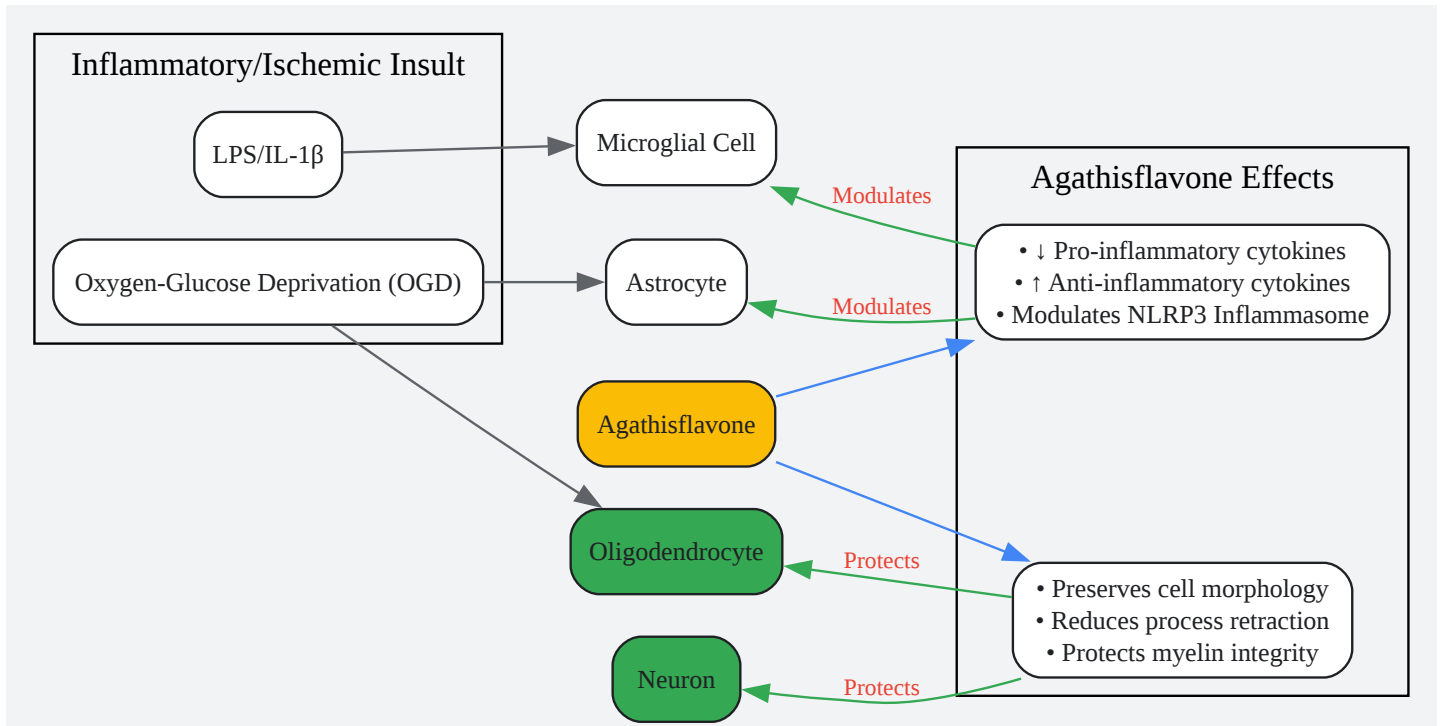 Inflammatory/Ischemic Insult
LPS/IL-1β
Oxygen-Glucose Deprivation (OGD)
Microglial Cell
Astrocyte
Agathisflavone
Oligodendrocyte
Neuron
Modulates
Modulates
Protects
Protects
Agathisflavone Effects
• ↓ Pro-inflammatory cytokines
• ↑ Anti-inflammatory cytokines
• Modulates NLRP3 Inflammasome
• Preserves cell morphology
• Reduces process retraction
• Protects myelin integrity